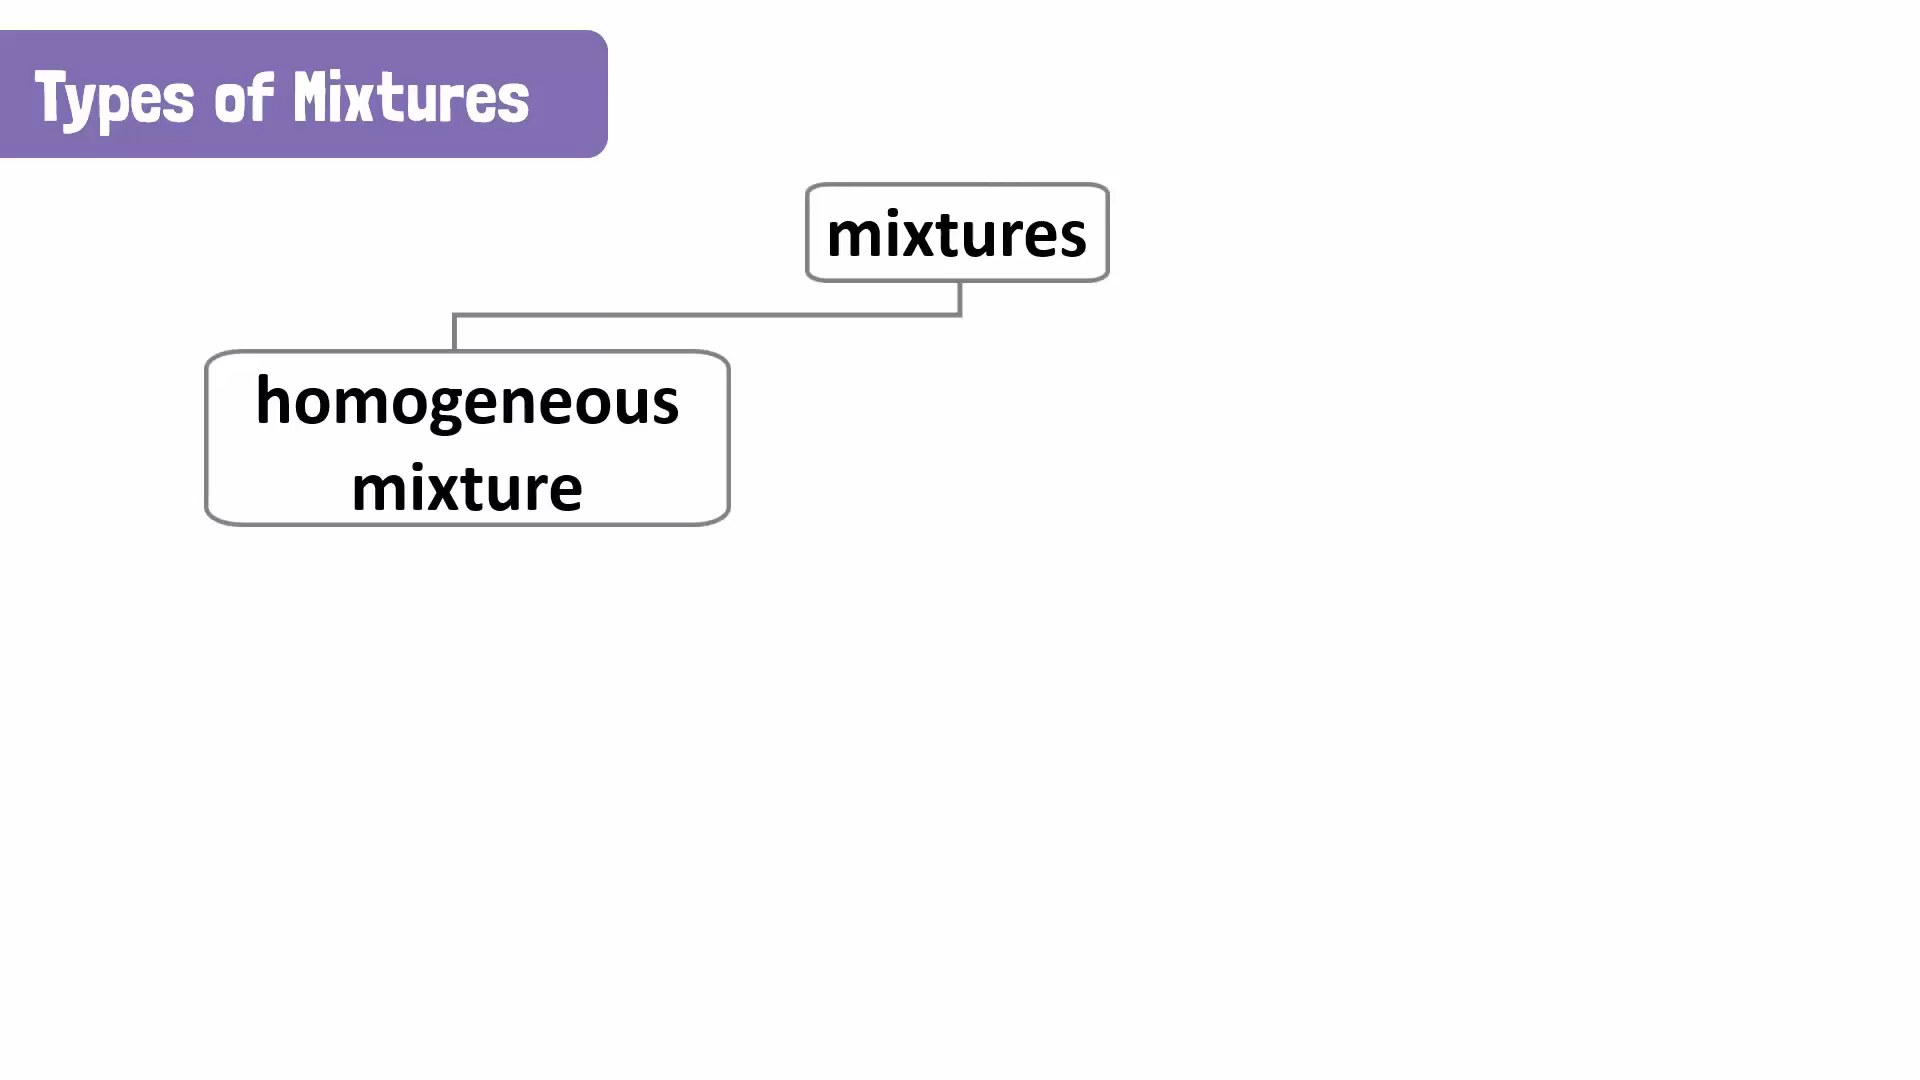 Types of Mixtures
mixtures
homogeneous
mixture